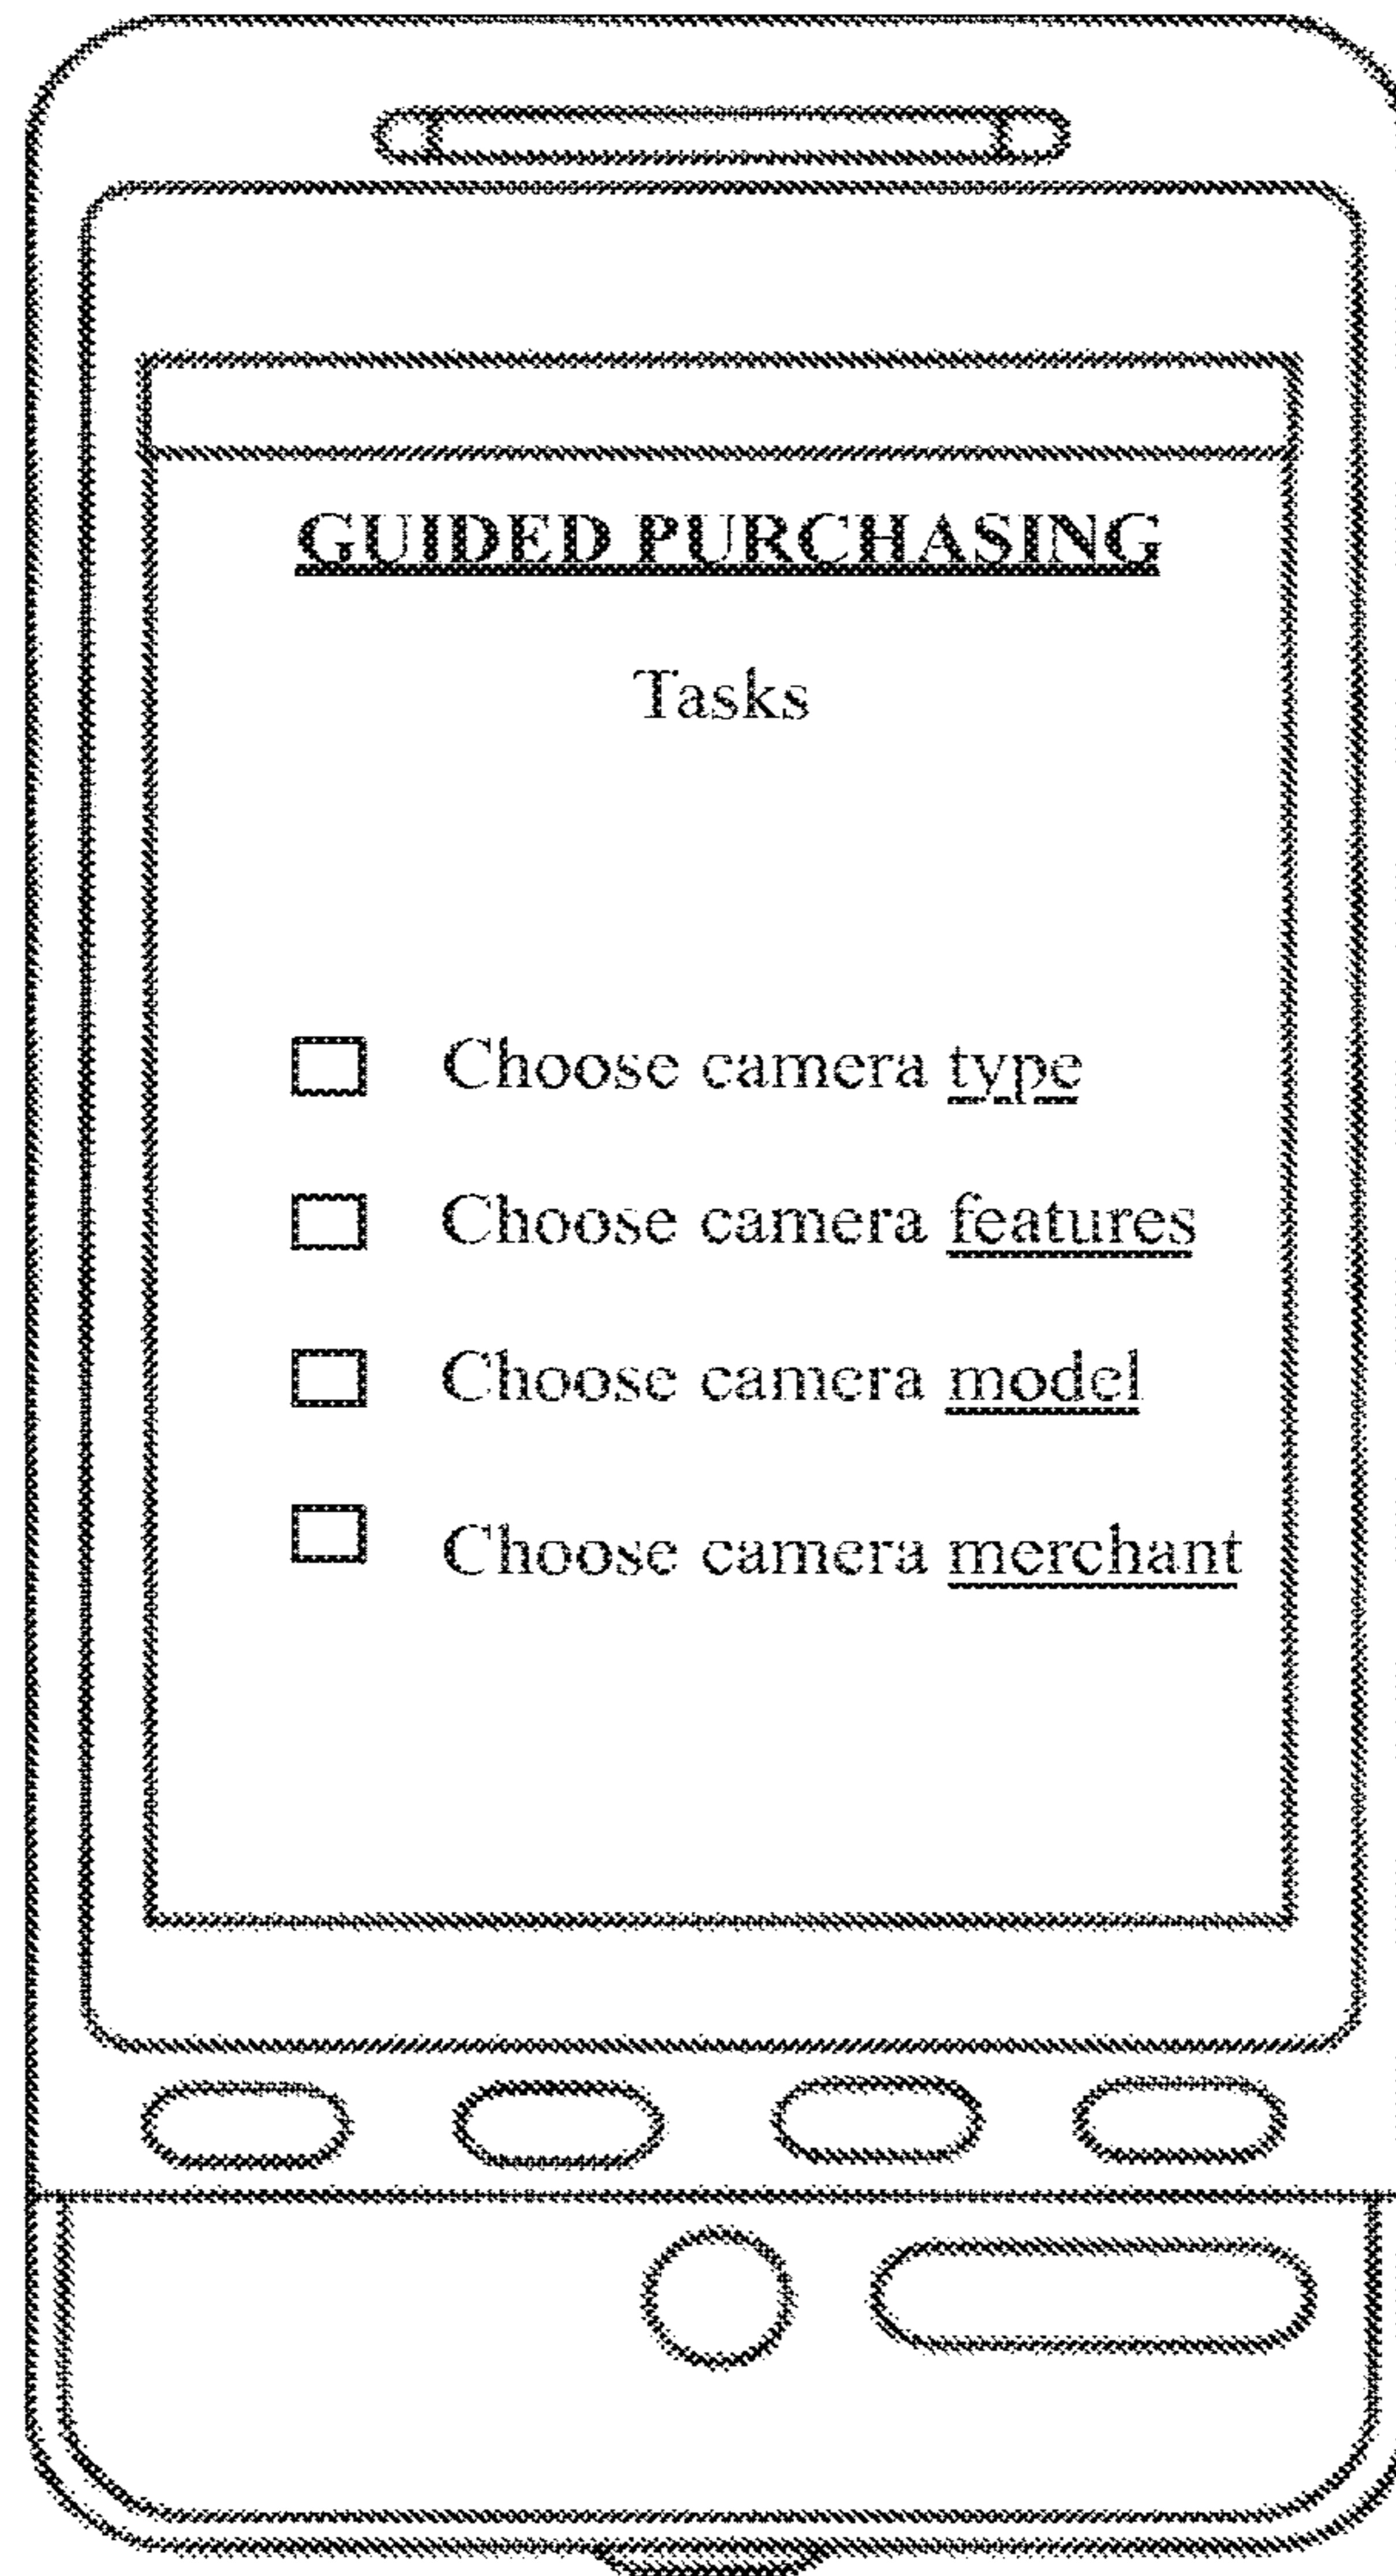 GUIDED PURCHASING
Tasks
Choose camera type
Choose camera features
Choose camera model
Choose camera merchant